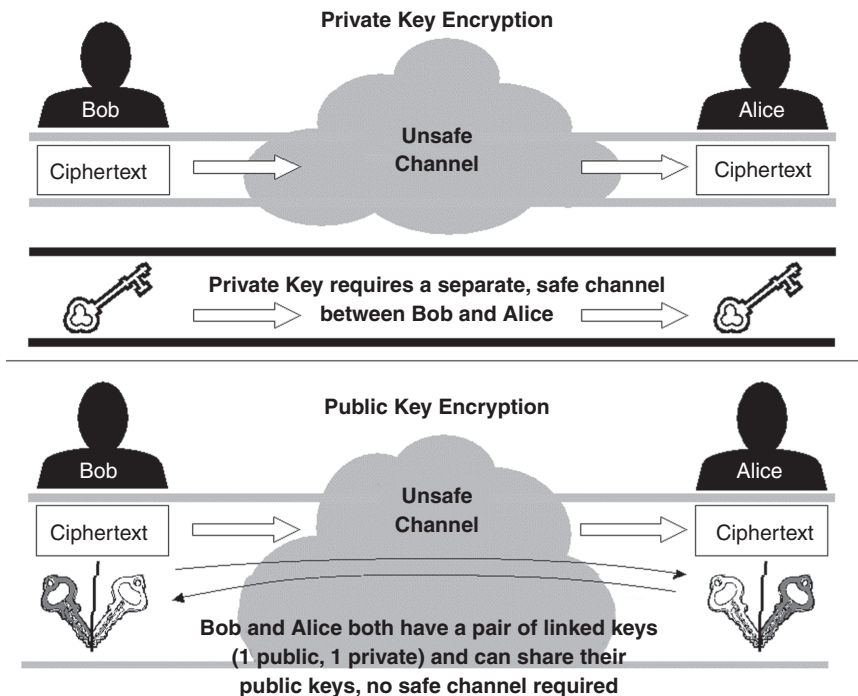 Private Key Encryption
Bob
Alice
Unsafe
Channel
Ciphertext
Ciphertext
Private Key requires a separate, safe channel
between Bob and Alice
Public Key Encryption
Bob
Alice
Unsafe
Channel
Ciphertext
Ciphertext
Bob and Alice both have a pair of linked keys
(1 public, 1 private) and can share their
public keys, no safe channel required